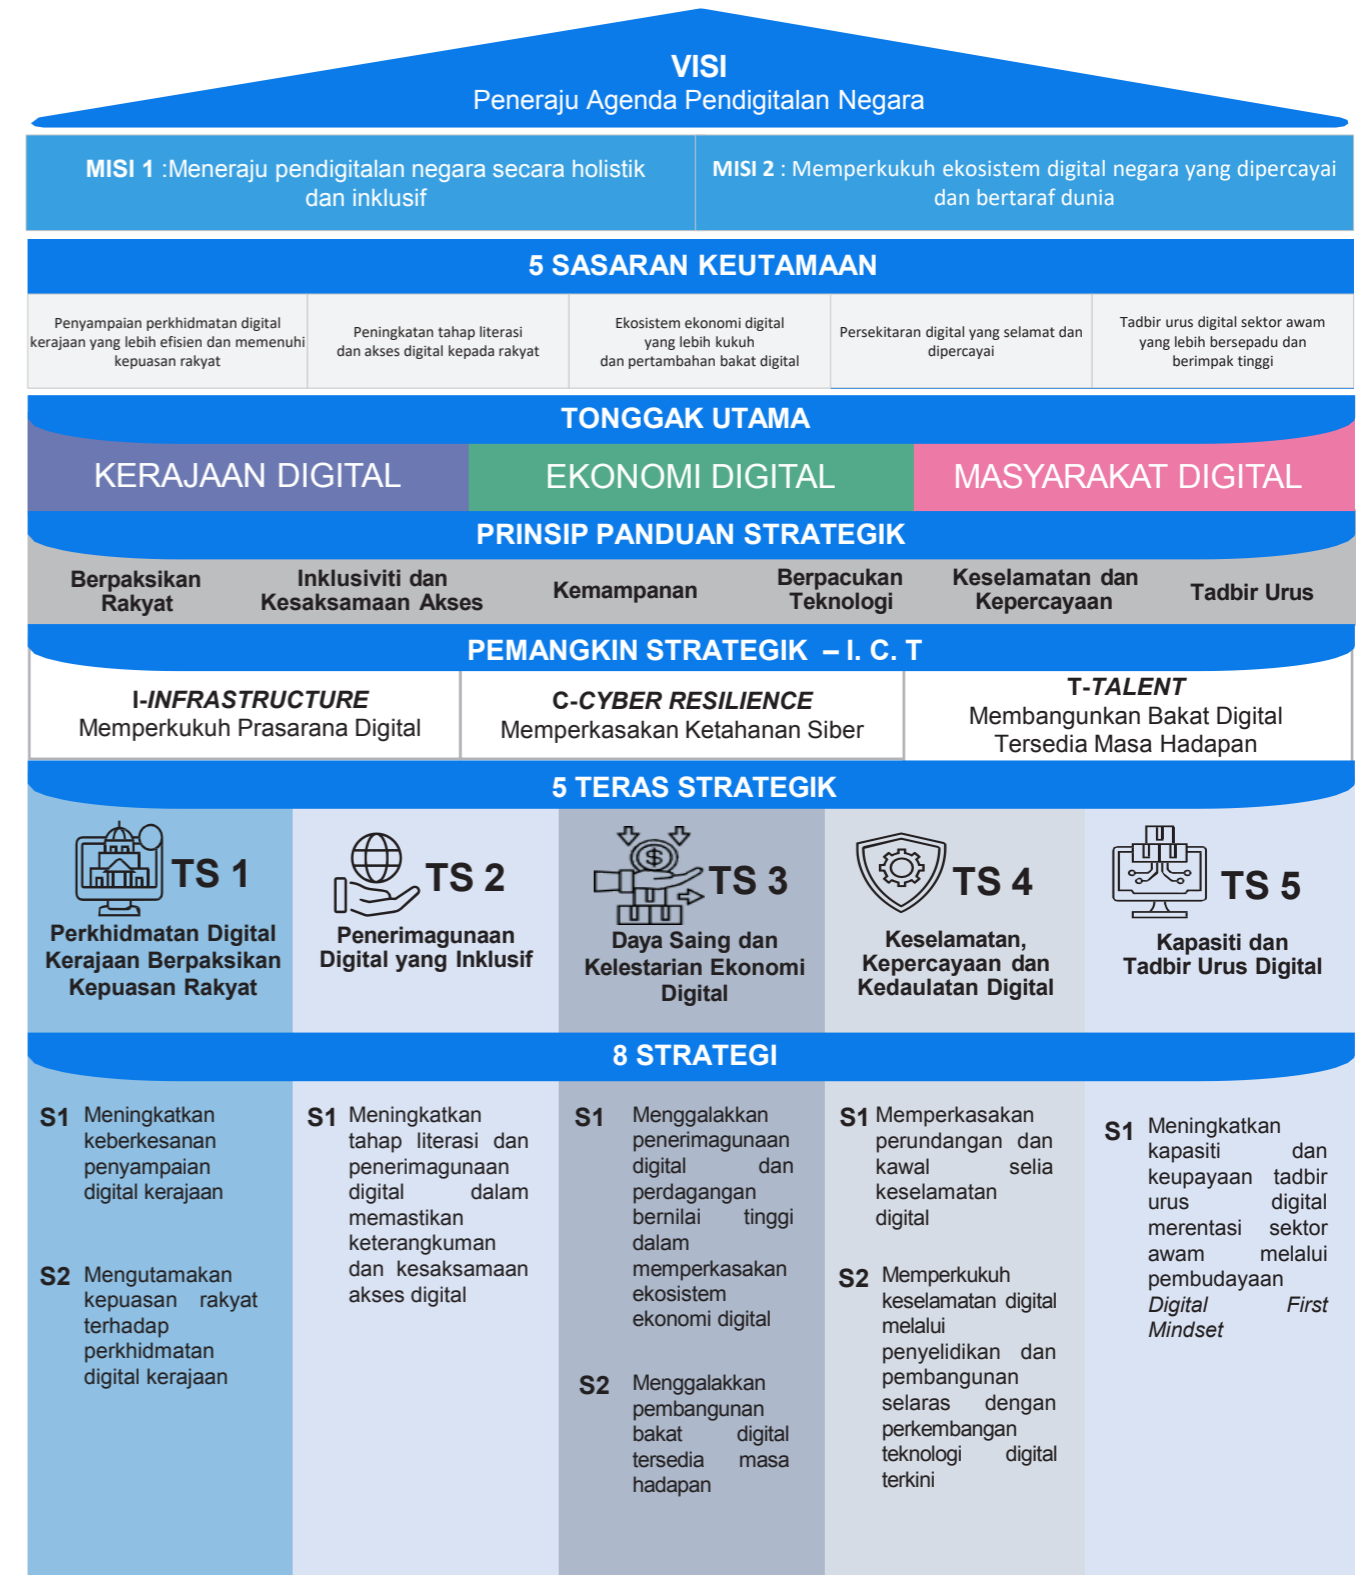 VISI
Peneraju Agenda Pendigitalan Negara
MISI 1 :Meneraju pendigitalan negara secara holistik
dan inklusif
MISI 2 : Memperkukuh ekosistem digital negara yang dipercayai
dan bertaraf dunia
5 SASARAN KEUTAMAAN
Penyampaian perkhidmatan digital
kerajaan yang lebih efisien dan memenuhi
kepuasan rakyat
Peningkatan tahap literasi
dan akses digital kepada rakyat
Ekosistem ekonomi digital
yang lebih kukuh
dan pertambahan bakat digital
Persekitaran digital yang selamat dan
dipercayai
Tadbir urus digital sektor awam
yang lebih bersepadu dan
berimpak tinggi
TONGGAK UTAMA
KERAJAAN DIGITAL
EKONOMI DIGITAL
MASYARAKAT DIGITAL
PRINSIP PANDUAN STRATEGIK
Berpaksikan
Rakyat
Inklusiviti dan
Kesaksamaan Akses
Kemampanan
Berpacukan
Teknologi
Keselamatan dan
Kepercayaan
Tadbir Urus
PEMANGKIN STRATEGIK – I. C. T
I-INFRASTRUCTURE
Memperkukuh Prasarana Digital
C-CYBER RESILIENCE
Memperkasakan Ketahanan Siber
T-TALENT
Membangunkan Bakat Digital
Tersedia Masa Hadapan
5 TERAS STRATEGIK
TS 1
Perkhidmatan Digital
Kerajaan Berpaksikan
Kepuasan Rakyat
TS 2
Penerimagunaan
Digital yang Inklusif
TS 3
Daya Saing dan
Kelestarian Ekonomi
Digital
TS 4
Keselamatan,
Kepercayaan dan
Kedaulatan Digital
TS 5
Kapasiti dan
Tadbir Urus Digital
8 STRATEGI
S1 Meningkatkan
keberkesanan
penyampaian
digital kerajaan
S2 Mengutamakan
kepuasan rakyat
terhadap
perkhidmatan
digital kerajaan
S1 Meningkatkan
tahap literasi dan
penerimagunaan
digital dalam
memastikan
keterangkuman
dan kesaksamaan
akses digital
S1 Menggalakkan
penerimagunaan
digital dan
perdagangan
bernilai tinggi
dalam
memperkasakan
ekosistem
ekonomi digital
S2 Menggalakkan
pembangunan
bakat digital
tersedia masa
hadapan
S1 Memperkasakan
perundangan dan
kawal selia
keselamatan
digital
S2 Memperkukuh
keselamatan digital
melalui
penyelidikan dan
pembangunan
selaras dengan
perkembangan
teknologi digital
terkini
S1 Meningkatkan
kapasiti dan
keupayaan tadbir
urus digital
merentasi sektor
awam melalui
pembudayaan
Digital First
Mindset